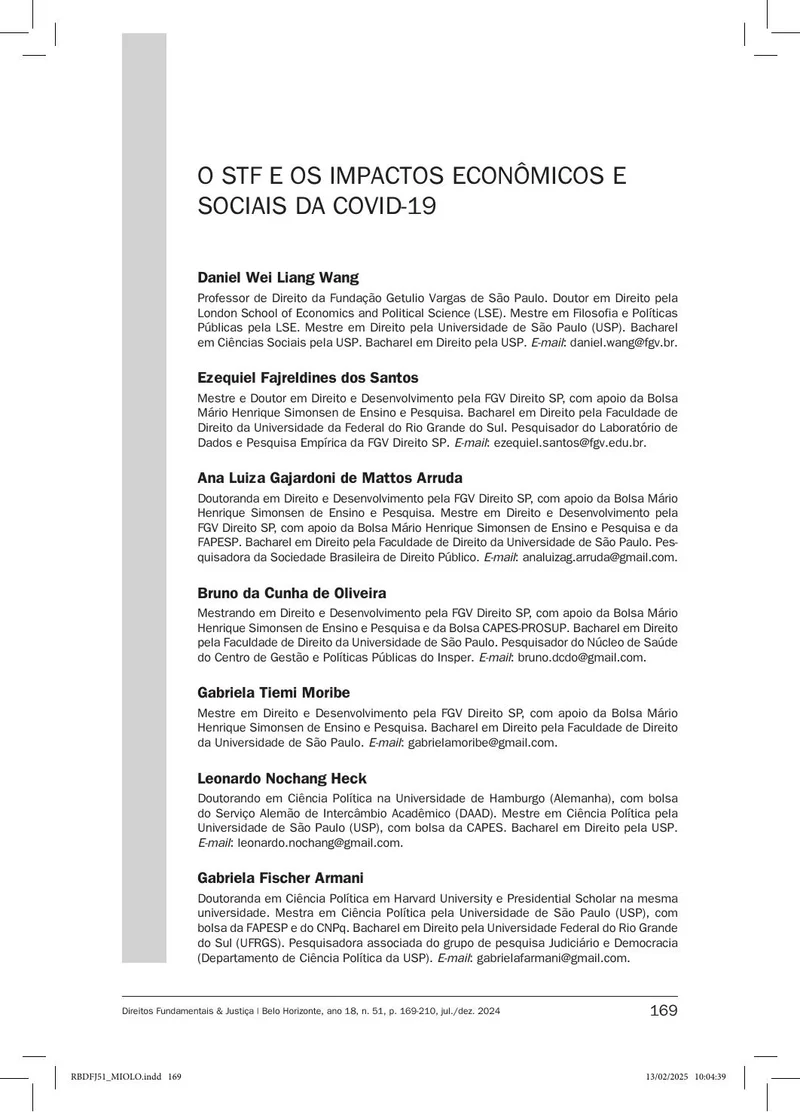 O STF E OS IMPACTOS ECONÔMICOS E
SOCIAIS DA COVID-19
Daniel Wei Liang Wang
Professor de Direito da Fundação Getulio Vargas de São Paulo. Doutor em Direito pela
London School of Economics and Political Science (LSE). Mestre em Filosofia e Políticas
Públicas pela LSE. Mestre em Direito pela Universidade de São Paulo (USP). Bacharel
em Ciências Sociais pela USP. Bacharel em Direito pela USP. E-mail: daniel.wang@fgv.br.
Ezequiel Fajreldines dos Santos
Mestre e Doutor em Direito e Desenvolvimento pela FGV Direito SP, com apoio da Bolsa
Mário Henrique Simonsen de Ensino e Pesquisa. Bacharel em Direito pela Faculdade de
Direito da Universidade da Federal do Rio Grande do Sul. Pesquisador do Laboratório de
Dados e Pesquisa Empírica da FGV Direito SP. E-mail: ezequiel.santos@fgv.edu.br.
Ana Luiza Gajardoni de Mattos Arruda
Doutoranda em Direito e Desenvolvimento pela FGV Direito SP, com apoio da Bolsa Mário
Henrique Simonsen de Ensino e Pesquisa. Mestre em Direito e Desenvolvimento pela
FGV Direito SP, com apoio da Bolsa Mário Henrique Simonsen de Ensino e Pesquisa e da
FAPESP. Bacharel em Direito pela Faculdade de Direito da Universidade de São Paulo. Pes-
quisadora da Sociedade Brasileira de Direito Público. E-mail: analuizag.arruda@gmail.com.
Bruno da Cunha de Oliveira
Mestrando em Direito e Desenvolvimento pela FGV Direito SP, com apoio da Bolsa Mário
Henrique Simonsen de Ensino e Pesquisa e da Bolsa CAPES-PROSUP. Bacharel em Direito
pela Faculdade de Direito da Universidade de São Paulo. Pesquisador do Núcleo de Saúde
do Centro de Gestão e Políticas Públicas do Insper. E-mail: bruno.dcdo@gmail.com.
Gabriela Tiemi Moribe
Mestre em Direito e Desenvolvimento pela FGV Direito SP, com apoio da Bolsa Mário
Henrique Simonsen de Ensino e Pesquisa. Bacharel em Direito pela Faculdade de Direito
da Universidade de São Paulo. E-mail: gabrielamoribe@gmail.com.
Leonardo Nochang Heck
Doutorando em Ciência Política na Universidade de Hamburgo (Alemanha), com bolsa
do Serviço Alemão de Intercâmbio Acadêmico (DAAD). Mestre em Ciência Política pela
Universidade de São Paulo (USP), com bolsa da CAPES. Bacharel em Direito pela USP.
E-mail: leonardo.nochang@gmail.com.
Gabriela Fischer Armani
Doutoranda em Ciência Política em Harvard University e Presidential Scholar na mesma
universidade. Mestra em Ciência Política pela Universidade de São Paulo (USP), com
bolsa da FAPESP e do CNPq. Bacharel em Direito pela Universidade Federal do Rio Grande
do Sul (UFRGS). Pesquisadora associada do grupo de pesquisa Judiciário e Democracia
(Departamento de Ciência Política da USP). E-mail: gabrielafarmani@gmail.com.
Direitos Fundamentais & Justiça | Belo Horizonte, ano 18, n. 51, p. 169-210, jul./dez. 2024 169
RBDFJ51_MIOLO.indd 169 13/02/2025 10:04:39